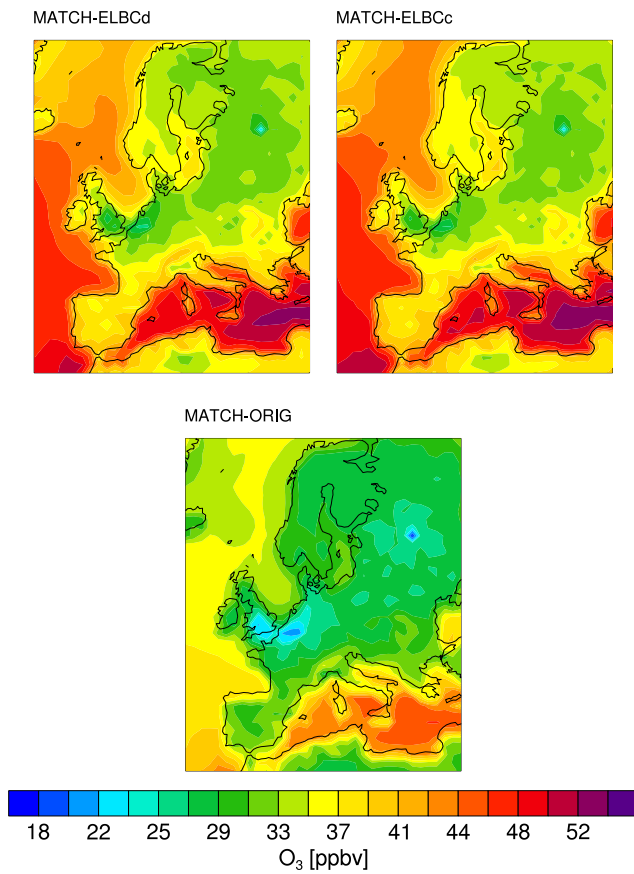 MATCH-ELBCd
MATCH-ELBCc
MATCH-ORIG
18 22 25 29 33 37 41 44 48 52
O3 [ppbv]